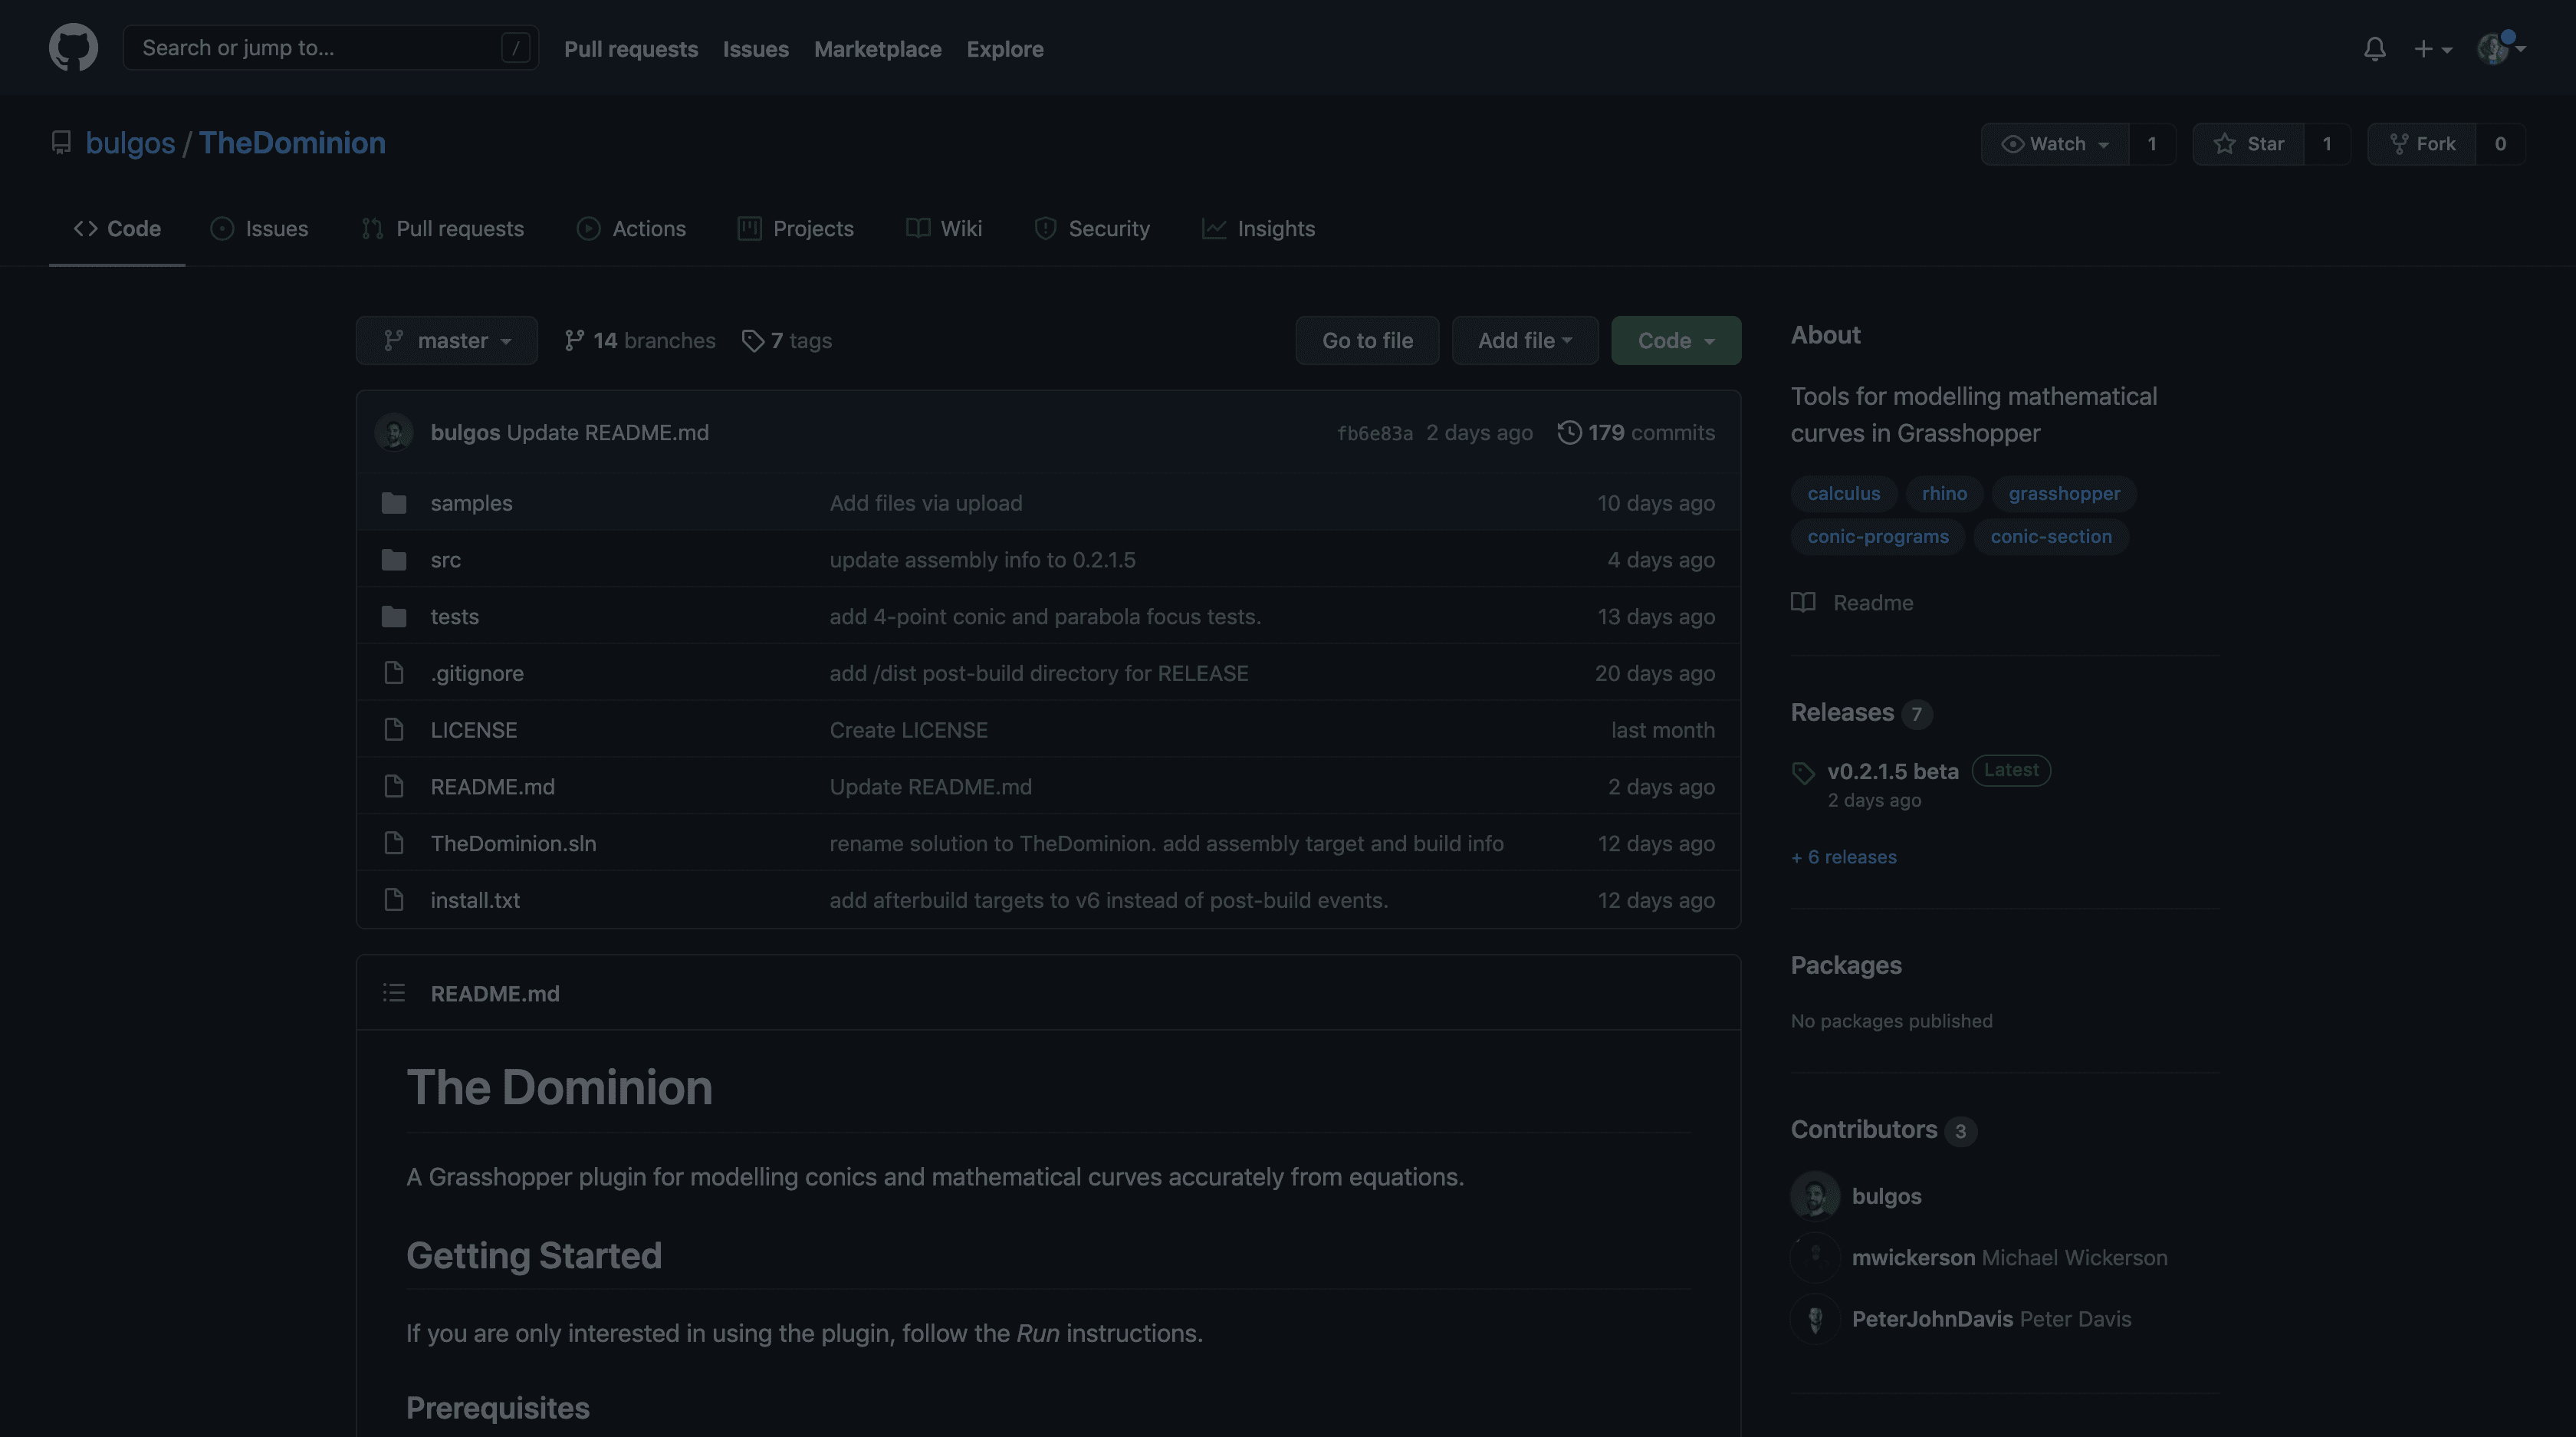 Search or jump to... /
Pull requests Issues Marketplace Explore
bulgos / TheDominion
Watch 1 Star 1 Fork 0
Code Issues Pull requests Actions Projects Wiki Security Insights
master 14 branches 7 tags Go to file Add file Code
bulgos Update README.md fb6e83a 2 days ago 179 commits
samples Add files via upload 10 days ago
src update assembly info to 0.2.1.5 4 days ago
tests add 4-point conic and parabola focus tests. 13 days ago
.gitignore add /dist post-build directory for RELEASE 20 days ago
LICENSE Create LICENSE last month
README.md Update README.md 2 days ago
TheDominion.sln rename solution to TheDominion. add assembly target and build info 12 days ago
install.txt add afterbuild targets to v6 instead of post-build events. 12 days ago
README.md
The Dominion
A Grasshopper plugin for modelling conics and mathematical curves accurately from equations.
Getting Started
If you are only interested in using the plugin, follow the Run instructions.
Prerequisites
About
Tools for modelling mathematical
curves in Grasshopper
calculus rhino grasshopper
conic-programs conic-section
Readme
Releases 7
v0.2.1.5 beta Latest
2 days ago
+ 6 releases
Packages
No packages published
Contributors 3
bulgos
mwickerson Michael Wickerson
PeterJohnDavis Peter Davis